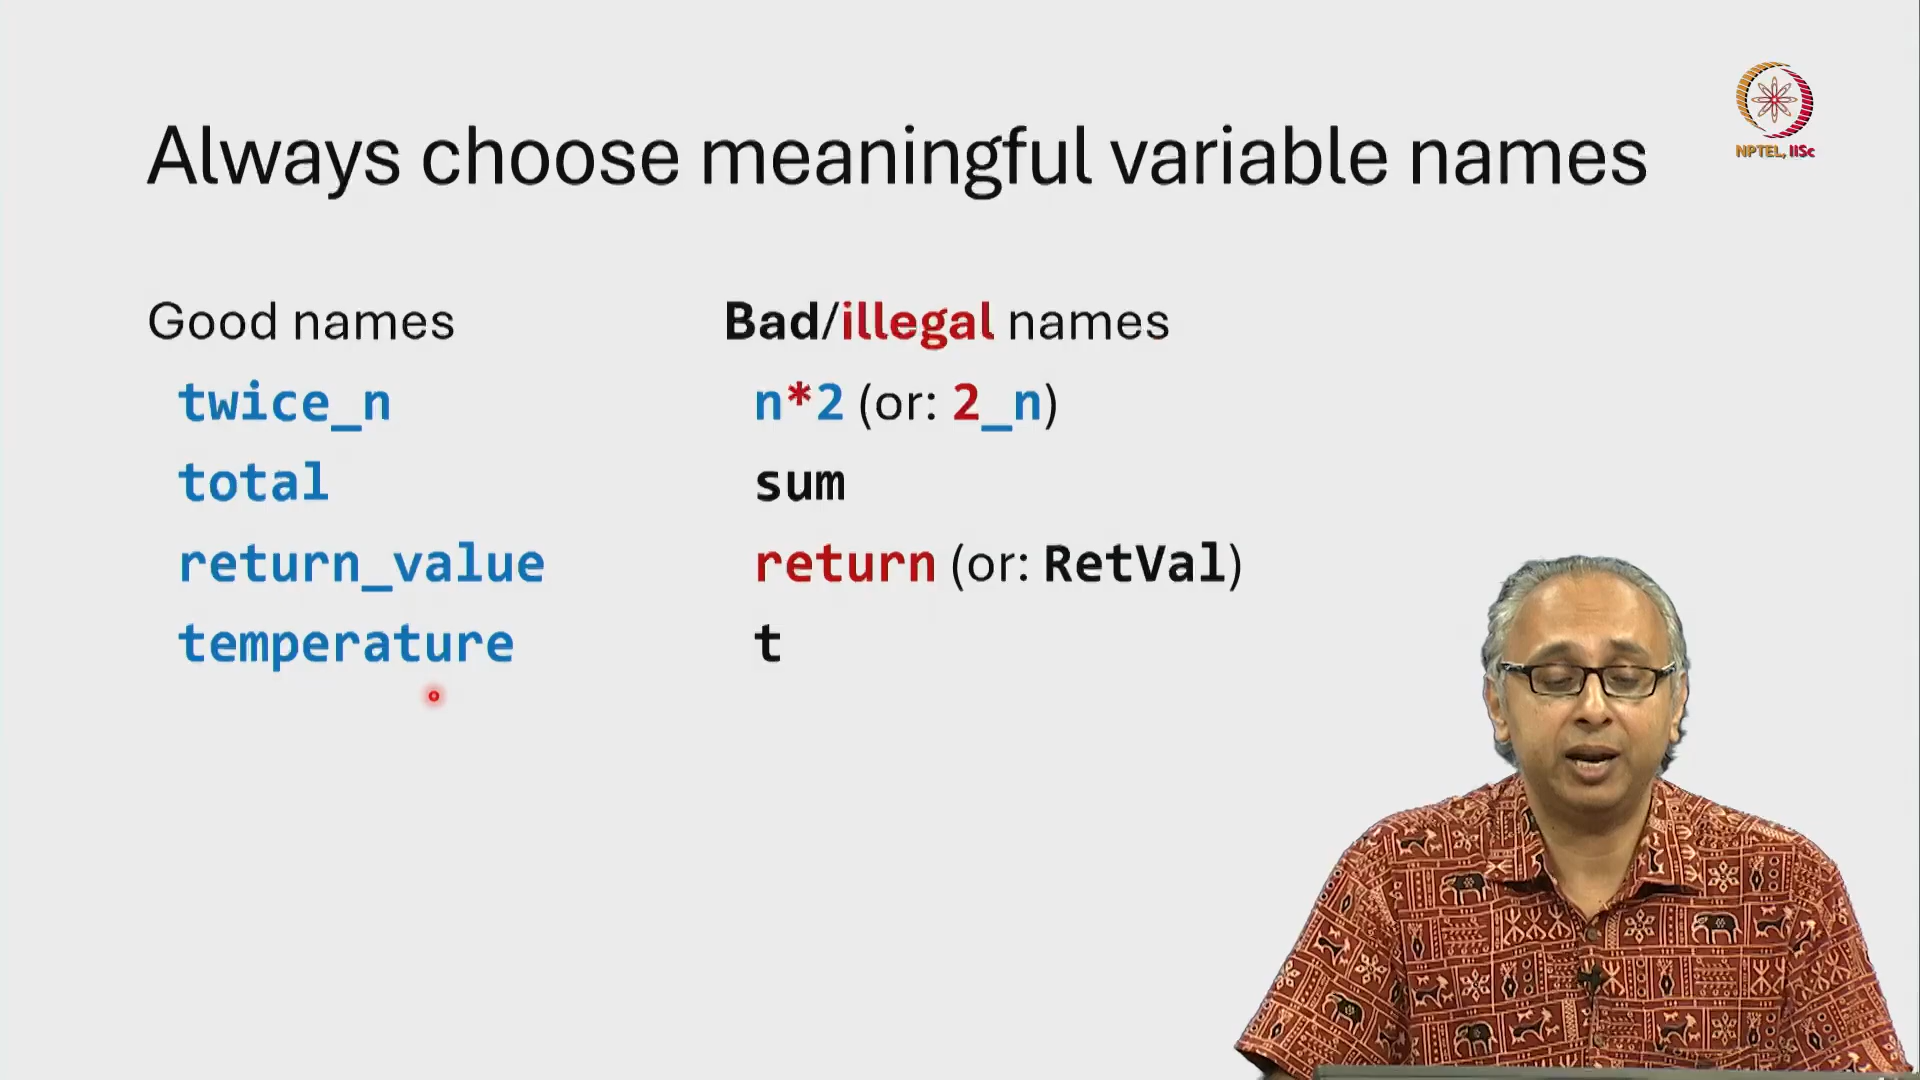 Always choose meaningful variable names
NPTEL, IISc
Good names
twice_n
total
return_value
temperature
Bad/illegal names
n*2 (or: 2_n)
sum
return (or: RetVal)
t